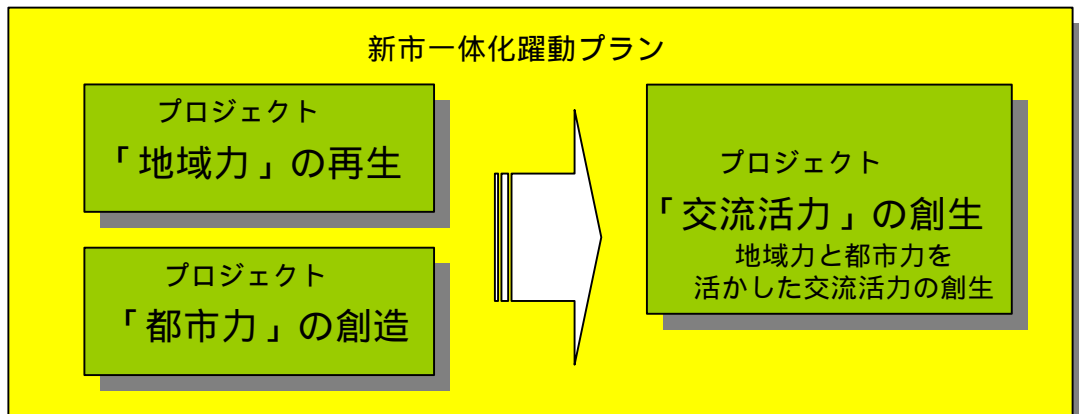 新市一体化躍動プラン
プロジェクト
「地域力」の再生
プロジェクト
「都市力」の創造
プロジェクト
「交流活力」の創生
地域力と都市力を
活かした交流活力の創生